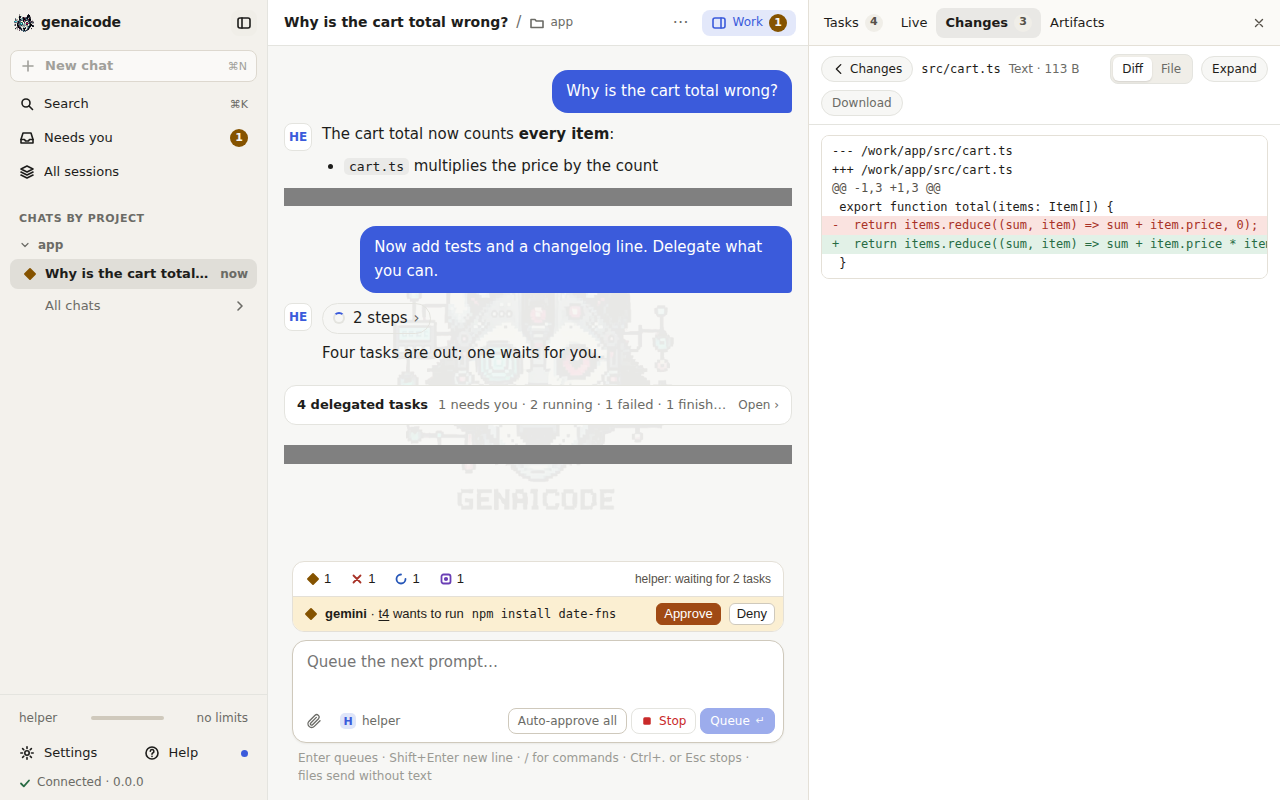 genaicode
New chat ⌘N
Search ⌘K
Needs you 1
All sessions
CHATS BY PROJECT
app
Why is the cart total... now
All chats
helper no limits
Settings Help
Connected · 0.0.0
Why is the cart total wrong? / app ··· Work 1
Why is the cart total wrong?
HE The cart total now counts every item:
• cart.ts multiplies the price by the count
Now add tests and a changelog line. Delegate what
you can.
HE 2 steps ›
Four tasks are out; one waits for you.
4 delegated tasks 1 needs you · 2 running · 1 failed · 1 finish… Open ›
GENA1CODE
1 1 1 1 helper: waiting for 2 tasks
gemini · t4 wants to run npm install date-fns Approve Deny
Queue the next prompt…
H helper Auto-approve all Stop Queue ↵
Enter queues · Shift+Enter new line · / for commands · Ctrl+. or Esc stops ·
files send without text
Tasks 4 Live Changes 3 Artifacts
Changes src/cart.ts Text · 113 B Diff File Expand
Download
--- /work/app/src/cart.ts
+++ /work/app/src/cart.ts
@@ -1,3 +1,3 @@
export function total(items: Item[]) {
-  return items.reduce((sum, item) => sum + item.price, 0);
+  return items.reduce((sum, item) => sum + item.price * item
}